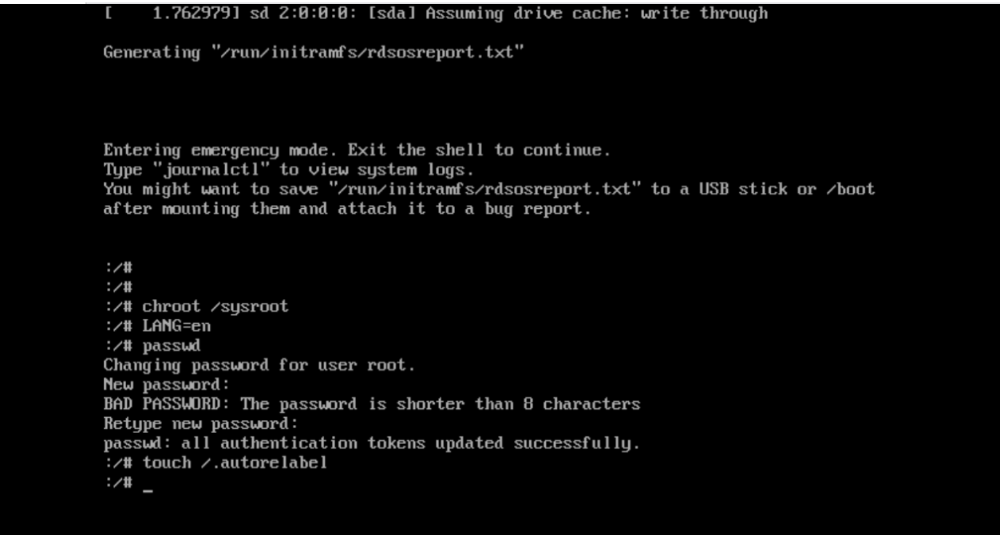 [    1.762979] sd 2:0:0:0: [sda] Assuming drive cache: write through
Generating "/run/initramfs/rdsosreport.txt"
Entering emergency mode. Exit the shell to continue.
Type "journalctl" to view system logs.
You might want to save "/run/initramfs/rdsosreport.txt" to a USB stick or /boot
after mounting them and attach it to a bug report.
:/#
:/#
:/# chroot /sysroot
:/# LANG=en
:/# passwd
Changing password for user root.
New password:
BAD PASSWORD: The password is shorter than 8 characters
Retype new password:
passwd: all authentication tokens updated successfully.
:/# touch /.autorelabel
:/# _